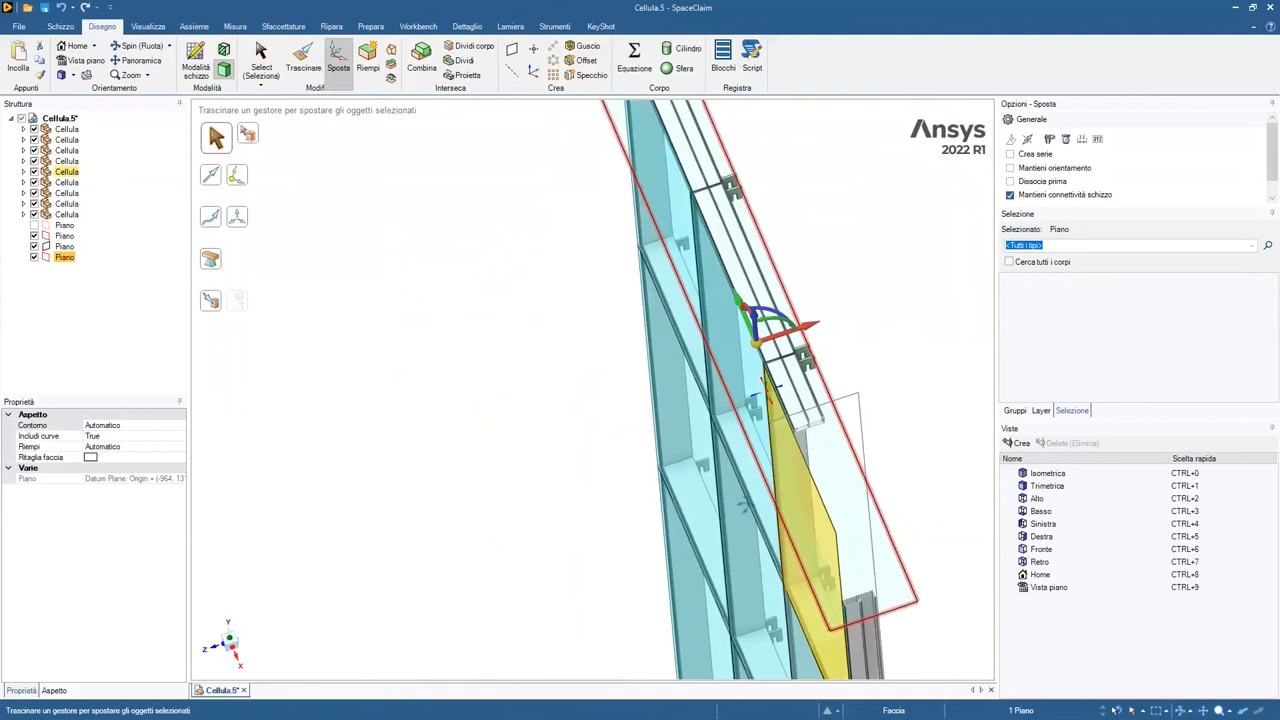 Cellula.5 - SpaceClaim
File Schizzo Disegno Visualizza Assieme Misura Sfaccettature Ripara Prepara Workbench Dettaglio Lamiera Strumenti KeyShot
Incolla
Home
Vista piano
Spin (Ruota)
Panoramica
Zoom
Modalità schizzo
Select (Seleziona)
Trascinare
Sposta
Riempi
Combina
Dividi corpo
Dividi
Proietta
Guscio
Offset
Specchio
Equazione
Cilindro
Sfera
Blocchi
Script
Appunti Orientamento Modalità Modif Interseca Crea Corpo Registra
Struttura
Cellula.5*
Cellula
Cellula
Cellula
Cellula
Cellula
Cellula
Cellula
Cellula
Cellula
Piano
Piano
Piano
Piano
Proprietà
Aspetto
Contorno Automatico
Includi curve True
Riempi Automatico
Ritaglia faccia
Varie
Piano Datum Plane: Origin = (-964, 13
Proprietà Aspetto
Trascinare un gestore per spostare gli oggetti selezionati
Ansys
2022 R1
Y
Z
X
Cellula.5*
Opzioni - Sposta
Generale
Crea serie
Mantieni orientamento
Dissocia prima
Mantieni connettività schizzo
Selezione
Selezionato: Piano
<Tutti i tipi>
Cerca tutti i corpi
Gruppi Layer Selezione
Viste
Crea Delete (Elimina)
Nome Scelta rapida
Isometrica CTRL+0
Trimetrica CTRL+A
Alto CTRL+2
Basso CTRL+3
Sinistra CTRL+4
Destra CTRL+5
Fronte CTRL+6
Retro CTRL+7
Home CTRL+8
Vista piano CTRL+9
Trascinare un gestore per spostare gli oggetti selezionati Faccia 1 Piano